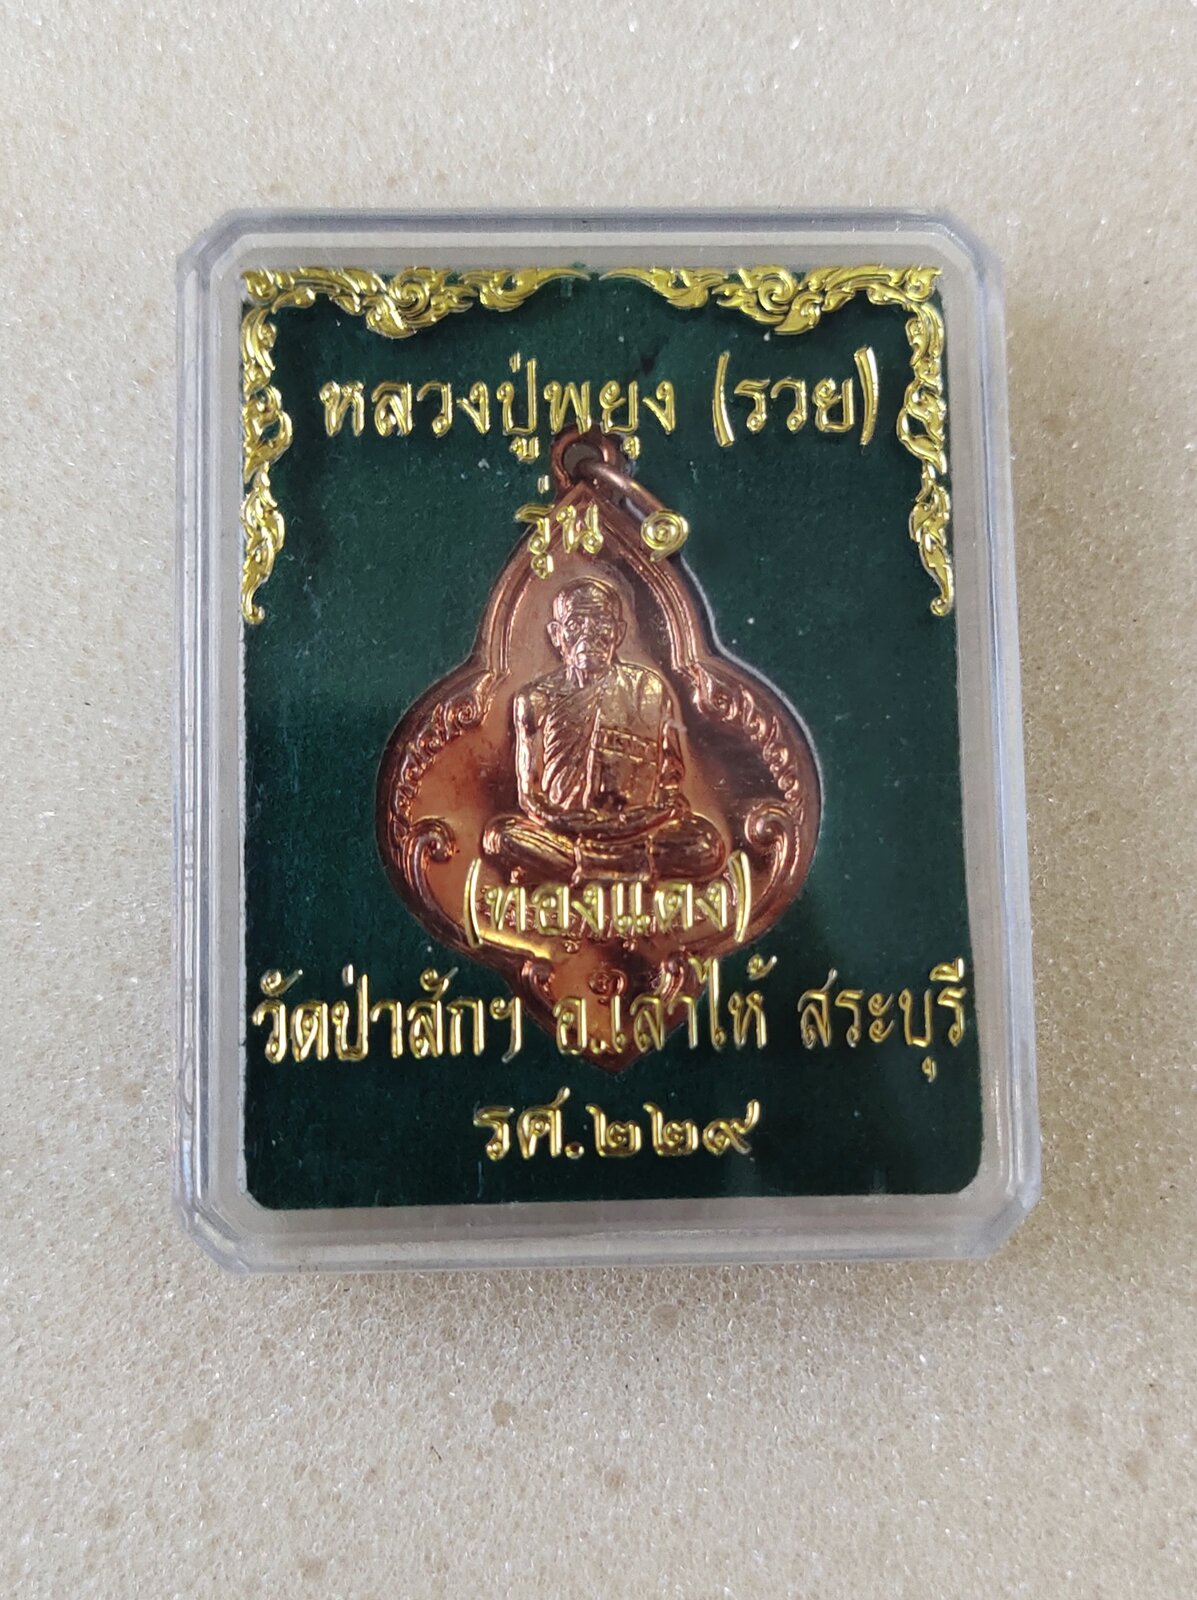 หลวงปู่พยุง (รวย)
รุ่น ๑
(ทองแดง)
วัดป่าสักฯ อ.เสาไห้ สระบุรี
รศ.๒๒๙